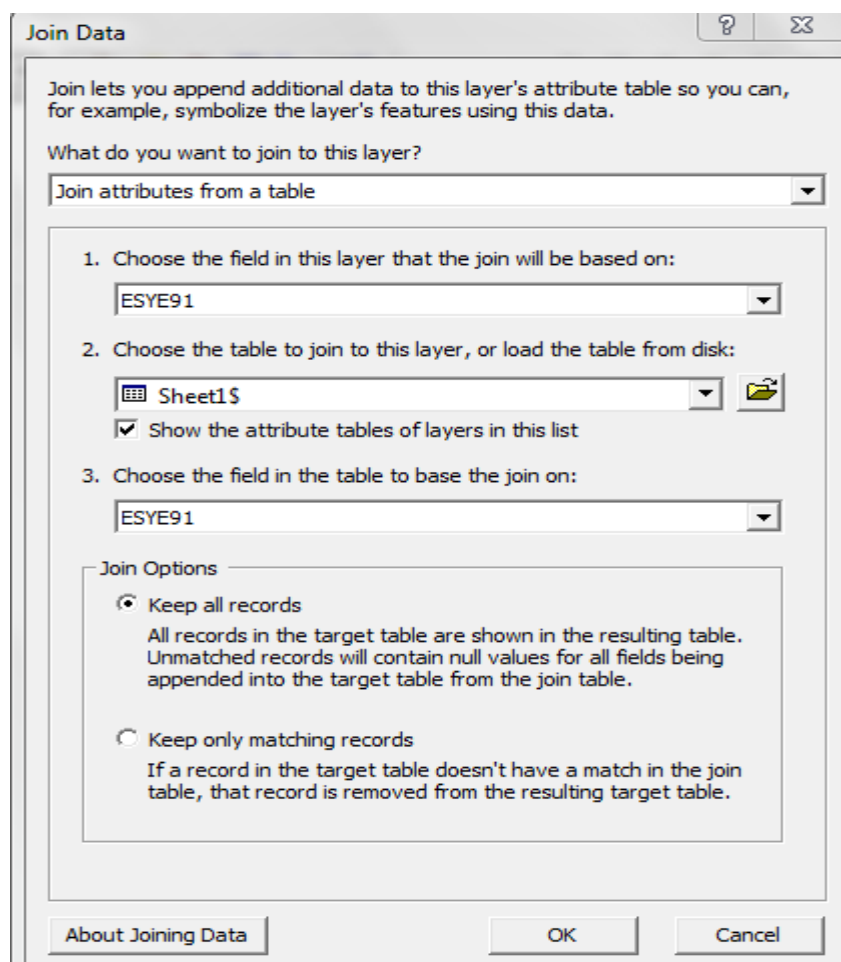 Join Data
Join lets you append additional data to this layer's attribute table so you can,
for example, symbolize the layer's features using this data.
What do you want to join to this layer?
Join attributes from a table
1. Choose the field in this layer that the join will be based on:
ESYE91
2. Choose the table to join to this layer, or load the table from disk:
Sheet1$
Show the attribute tables of layers in this list
3. Choose the field in the table to base the join on:
ESYE91
Join Options
Keep all records
All records in the target table are shown in the resulting table.
Unmatched records will contain null values for all fields being
appended into the target table from the join table.
Keep only matching records
If a record in the target table doesn't have a match in the join
table, that record is removed from the resulting target table.
About Joining Data
OK
Cancel